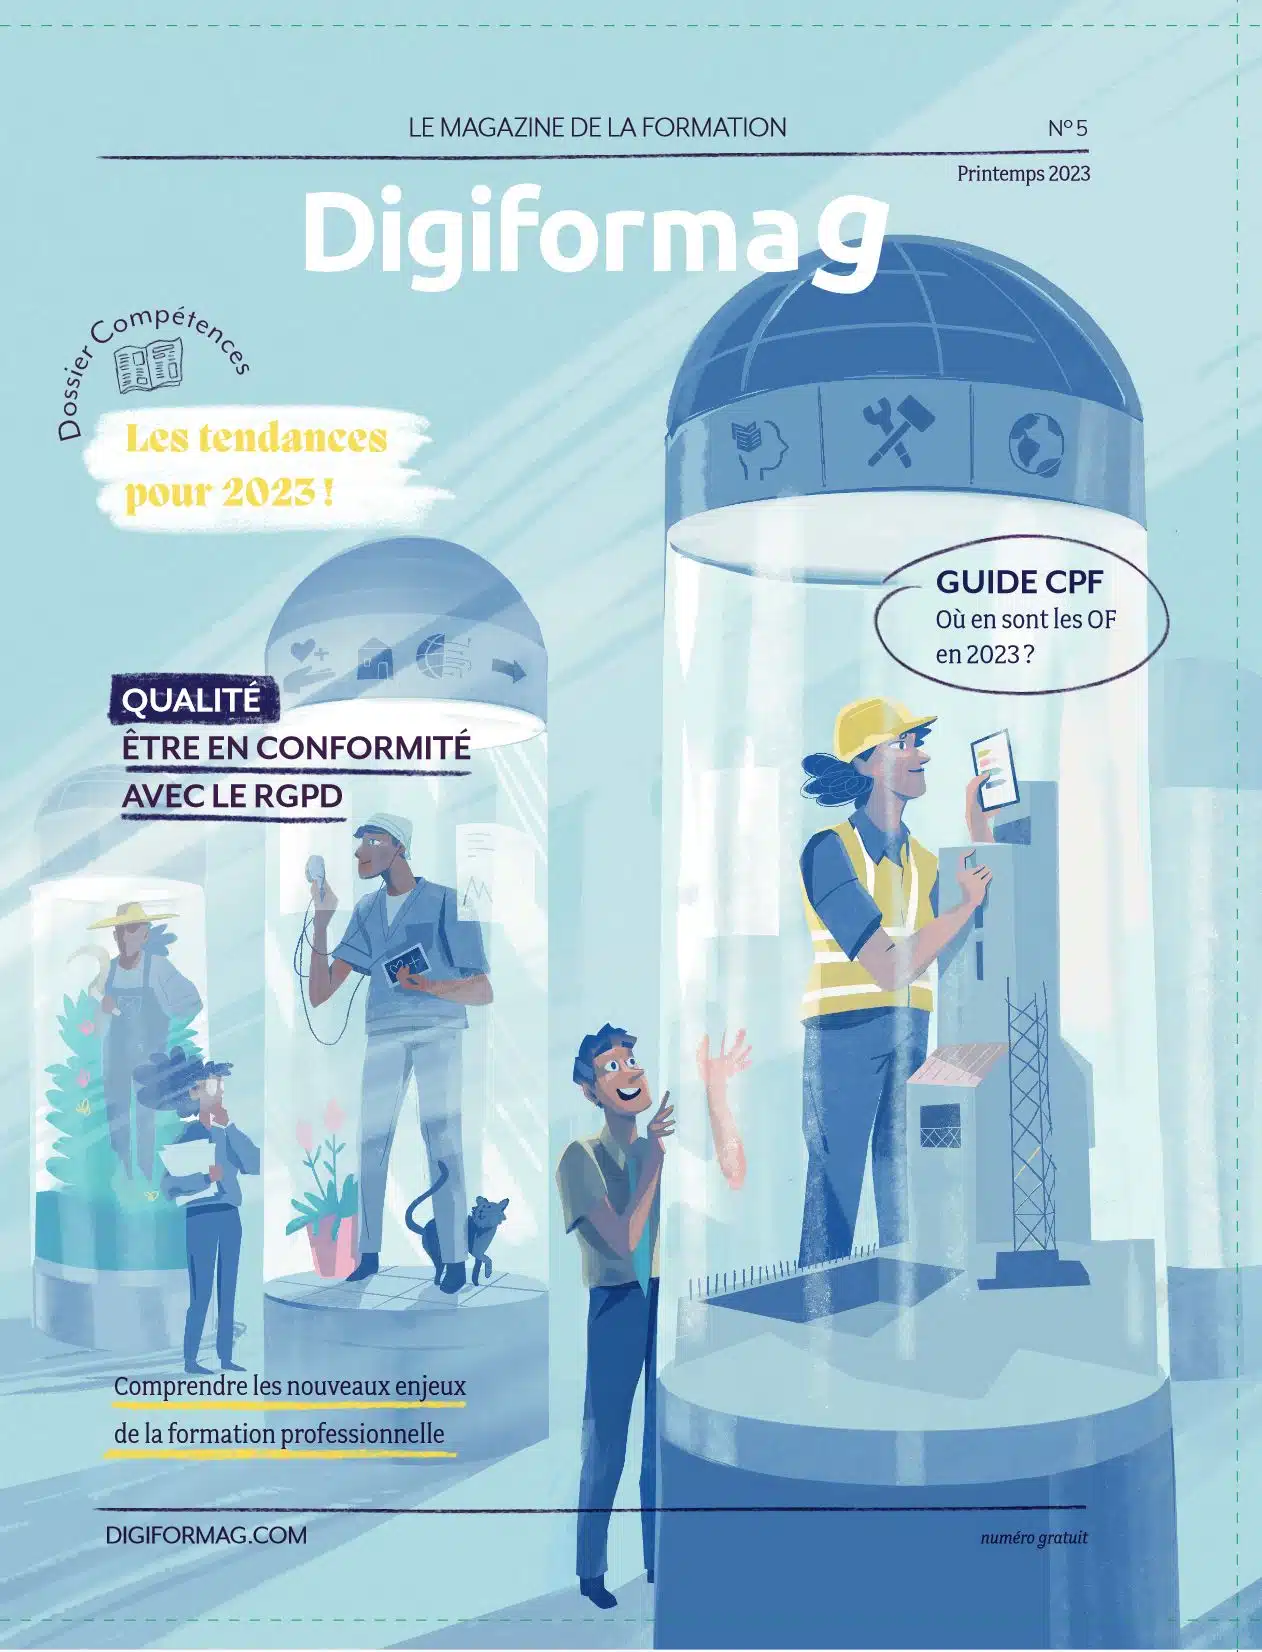 LE MAGAZINE DE LA FORMATION
Nº 5
Printemps 2023
Digiformag
Dossier Compétences
Les tendances
pour 2023 !
GUIDE CPF
Où en sont les OF
en 2023 ?
QUALITÉ
ÊTRE EN CONFORMITÉ
AVEC LE RGPD
Comprendre les nouveaux enjeux
de la formation professionnelle
DIGIFORMAG.COM
numéro gratuit